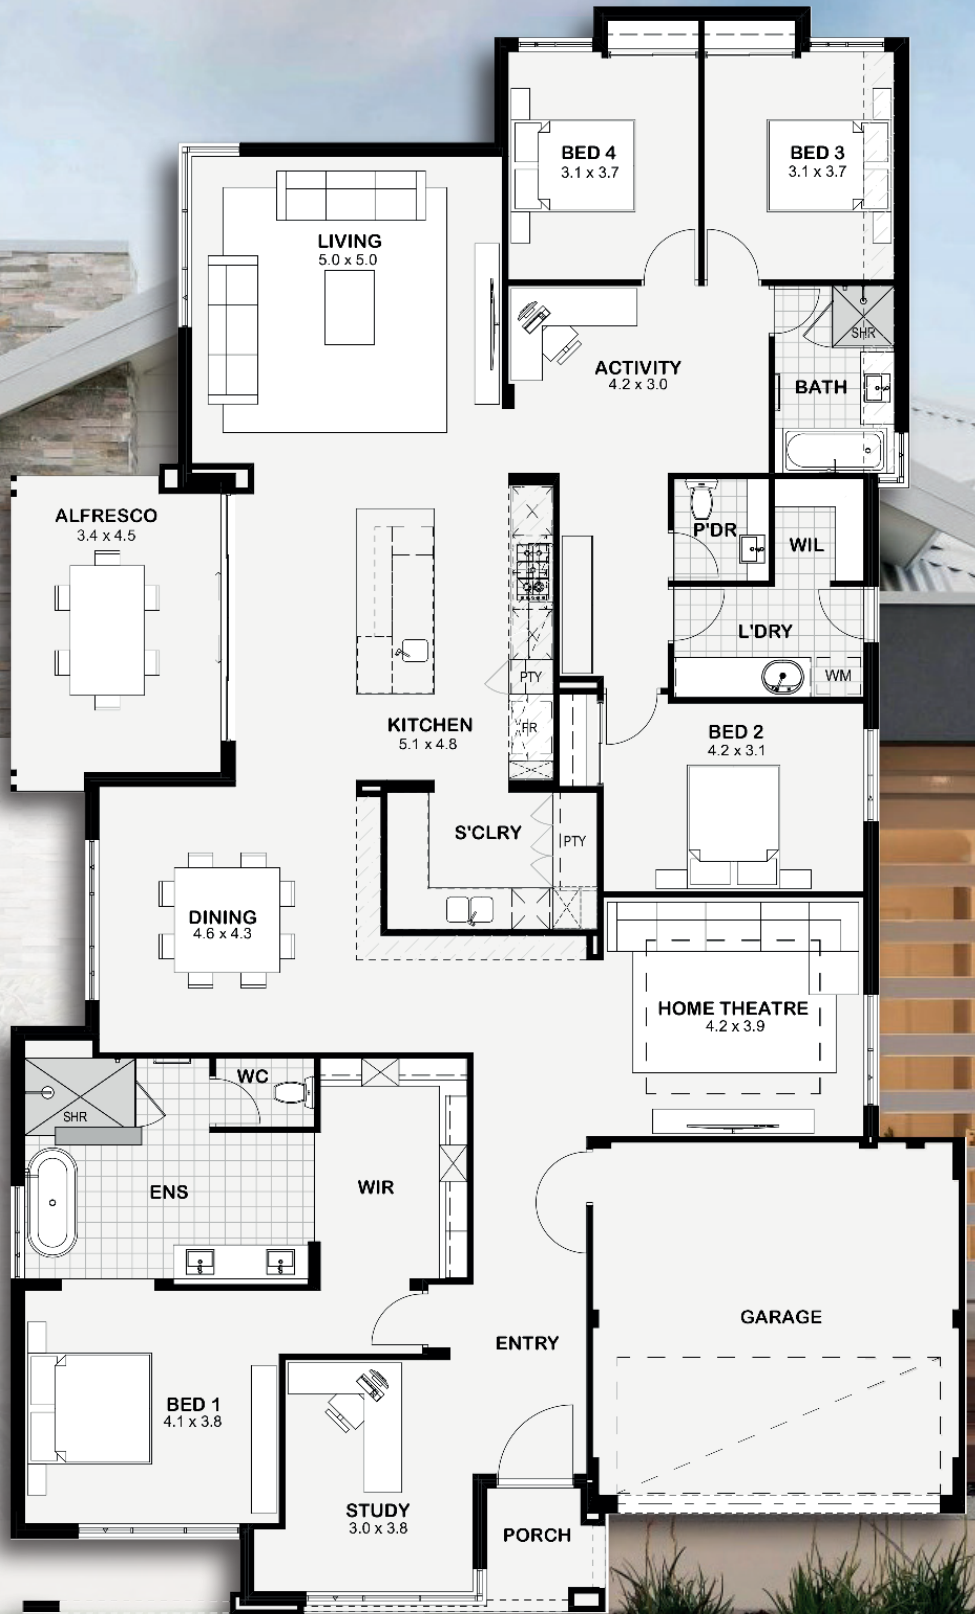 BED 4
3.1 x 3.7
BED 3
3.1 x 3.7
LIVING
5.0 x 5.0
SHR
ACTIVITY
4.2 x 3.0
BATH
ALFRESCO
3.4 x 4.5
P'DR
WIL
L'DRY
WM
PTY
FR
KITCHEN
5.1 x 4.8
BED 2
4.2 x 3.1
S'CLRY
PTY
DINING
4.6 x 4.3
HOME THEATRE
4.2 x 3.9
WC
SHR
ENS
WIR
GARAGE
ENTRY
BED 1
4.1 x 3.8
STUDY
3.0 x 3.8
PORCH